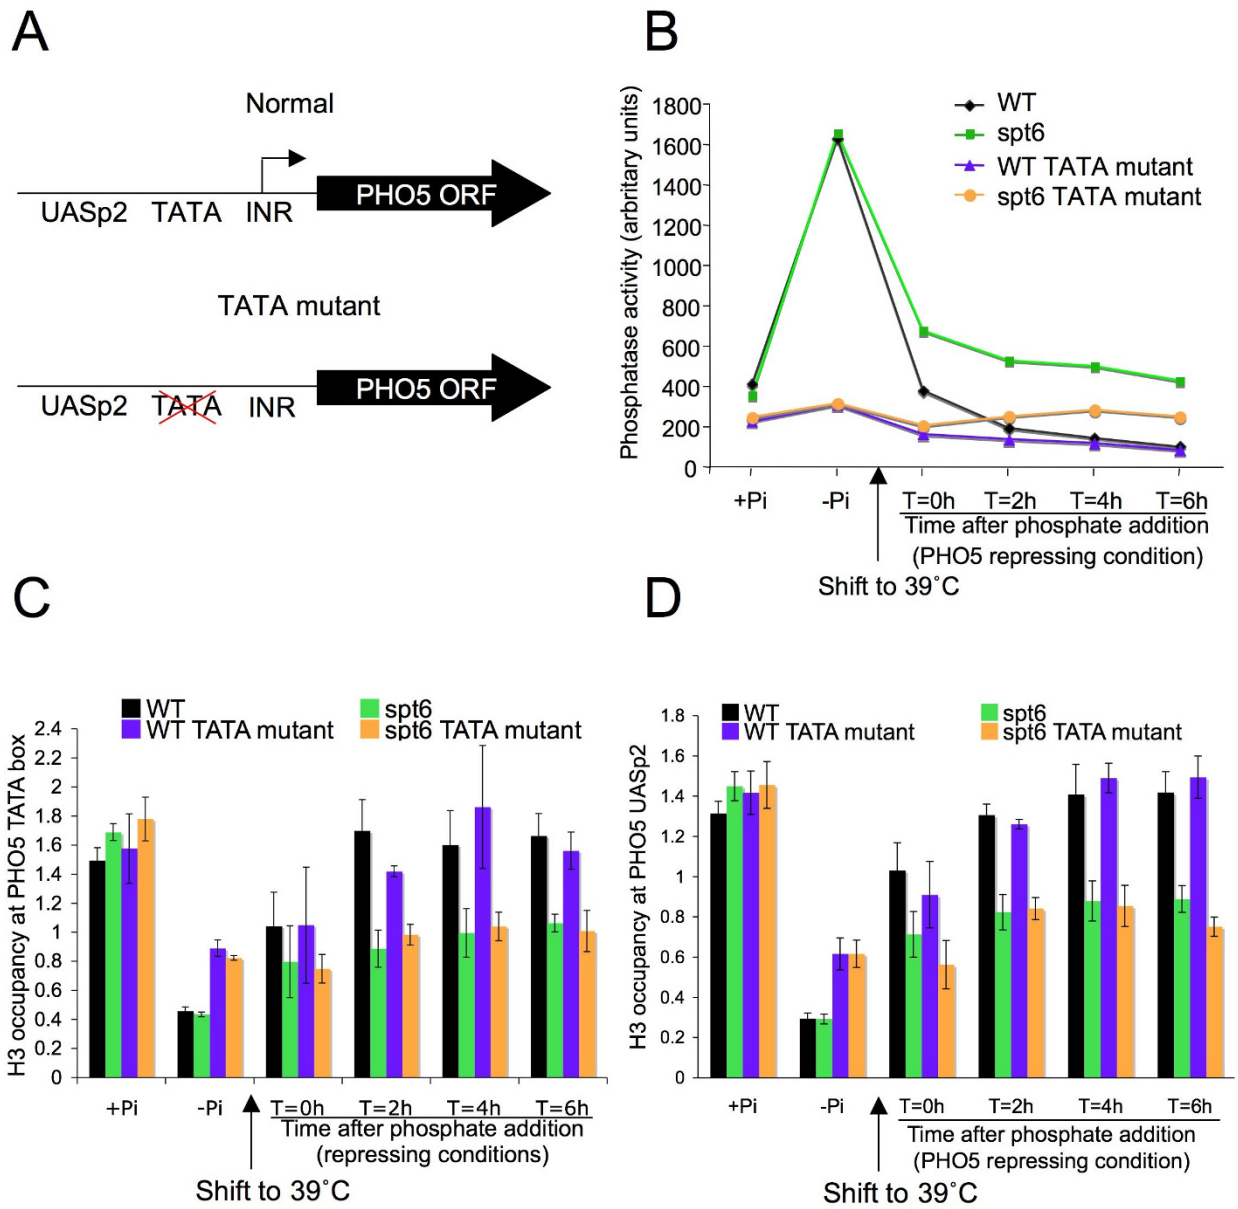 A
Normal
UASp2 TATA INR PHO5 ORF
TATA mutant
UASp2 TATA INR PHO5 ORF
B
Phosphatase activity (arbritary units)
1800
1600
1400
1200
1000
800
600
400
200
0
WT
spt6
WT TATA mutant
spt6 TATA mutant
+Pi -Pi T=0h T=2h T=4h T=6h
Time after phosphate addition
(PHO5 repressing condition)
Shift to 39˚C
C
H3 occupancy at PHO5 TATA box
WT spt6
WT TATA mutant spt6 TATA mutant
2.4
2.2
2
1.8
1.6
1.4
1.2
1
0.8
0.6
0.4
0.2
0
+Pi -Pi T=0h T=2h T=4h T=6h
Time after phosphate addition
(repressing conditions)
Shift to 39˚C
D
H3 occupancy at PHO5 UASp2
WT spt6
WT TATA mutant spt6 TATA mutant
1.8
1.6
1.4
1.2
1
0.8
0.6
0.4
0.2
0
+Pi -Pi T=0h T=2h T=4h T=6h
Time after phosphate addition
(PHO5 repressing condition)
Shift to 39˚C